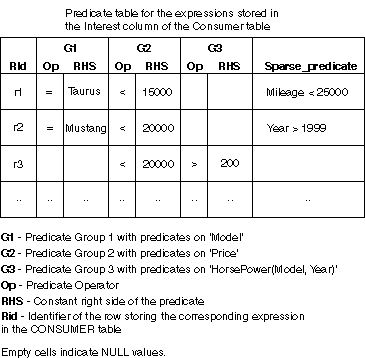 Predicate table for the expressions stored in
the Interest column of the Consumer table
G1 G2 G3
Rid Op RHS Op RHS Op RHS Sparse_predicate
r1 = Taurus < 15000 Mileage < 25000
r2 = Mustang < 20000 Year > 1999
r3 < 20000 > 200
.. .. .. .. .. .. .. ..
G1 - Predicate Group 1 with predicates on 'Model'
G2 - Predicate Group 2 with predicates on 'Price'
G3 - Predicate Group 3 with predicates on 'HorsePower(Model, Year)'
Op - Predicate Operator
RHS - Constant right side of the predicate
Rid - Identifier of the row storing the corresponding expression
in the CONSUMER table
Empty cells indicate NULL values.